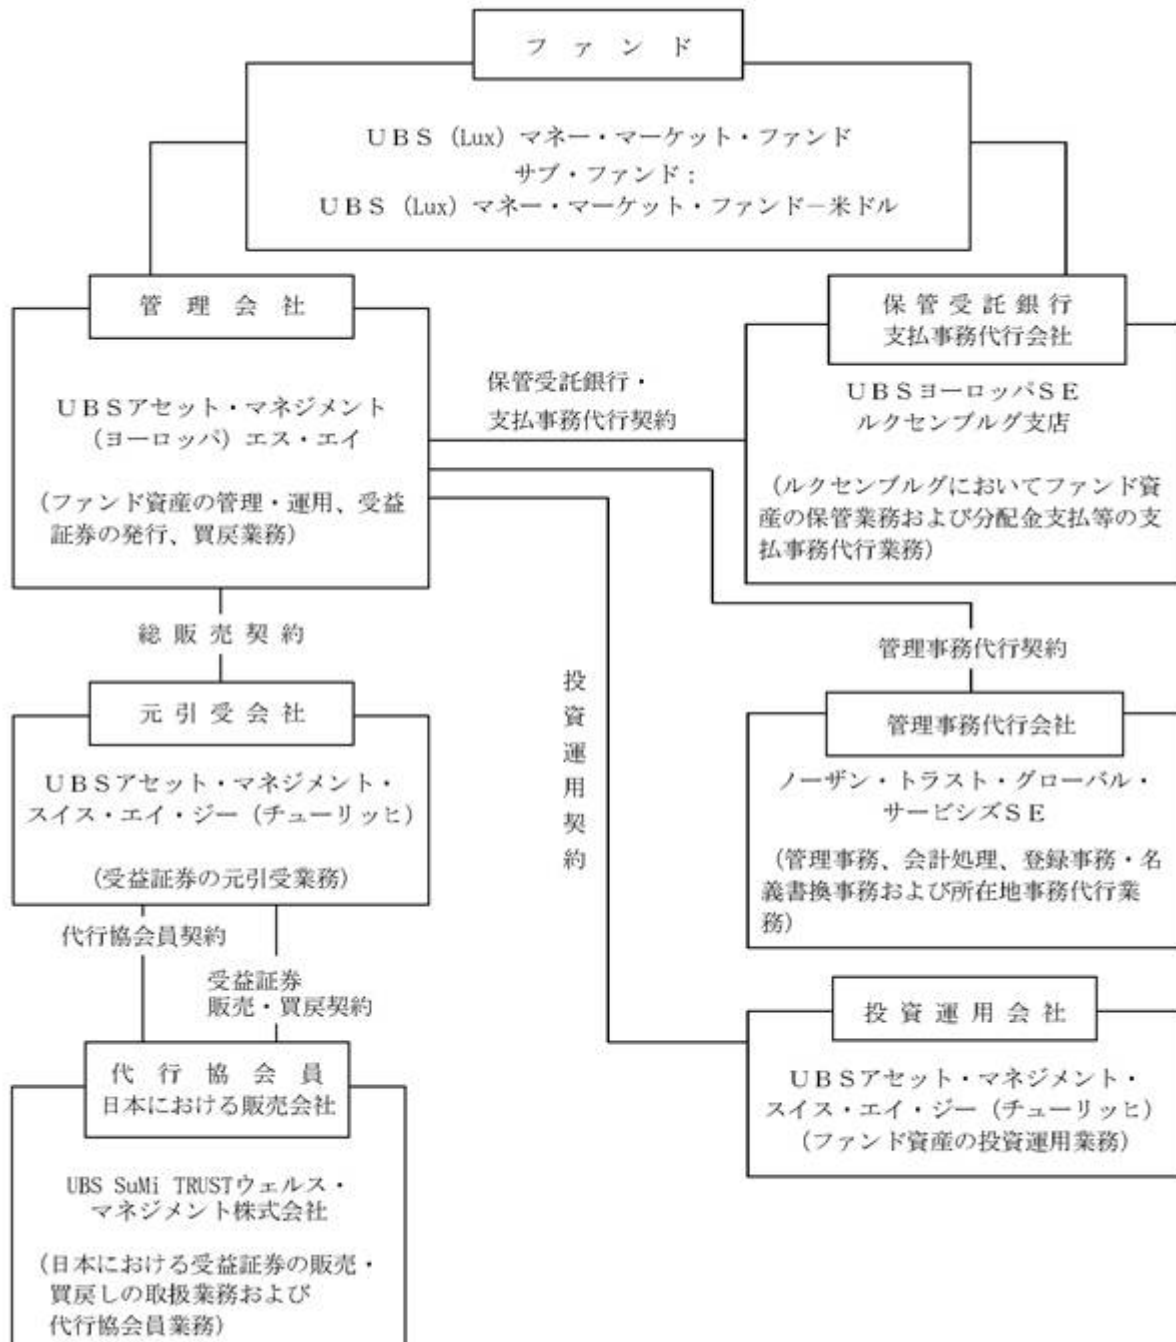 ファンド
ＵＢＳ（Lux）マネー・マーケット・ファンド
サブ・ファンド：
ＵＢＳ（Lux）マネー・マーケット・ファンド－米ドル
管理会社
ＵＢＳアセット・マネジメント
（ヨーロッパ）エス・エイ
（ファンド資産の管理・運用、受益
証券の発行、買戻業務）
保管受託銀行・
支払事務代行契約
保管受託銀行
支払事務代行会社
ＵＢＳヨーロッパＳＥ
ルクセンブルグ支店
（ルクセンブルグにおいてファンド資
産の保管業務および分配金支払等の支
払事務代行業務）
総販売契約
管理事務代行契約
投資運用契約
元引受会社
ＵＢＳアセット・マネジメント・
スイス・エイ・ジー（チューリッヒ）
（受益証券の元引受業務）
管理事務代行会社
ノーザン・トラスト・グローバル・
サービシズＳＥ
（管理事務、会計処理、登録事務・名
義書換事務および所在地事務代行業
務）
代行協会員契約
受益証券
販売・買戻契約
投資運用会社
ＵＢＳアセット・マネジメント・
スイス・エイ・ジー（チューリッヒ）
（ファンド資産の投資運用業務）
代行協会員
日本における販売会社
UBS SuMi TRUSTウェルス・
マネジメント株式会社
（日本における受益証券の販売・
買戻しの取扱業務および
代行協会員業務）